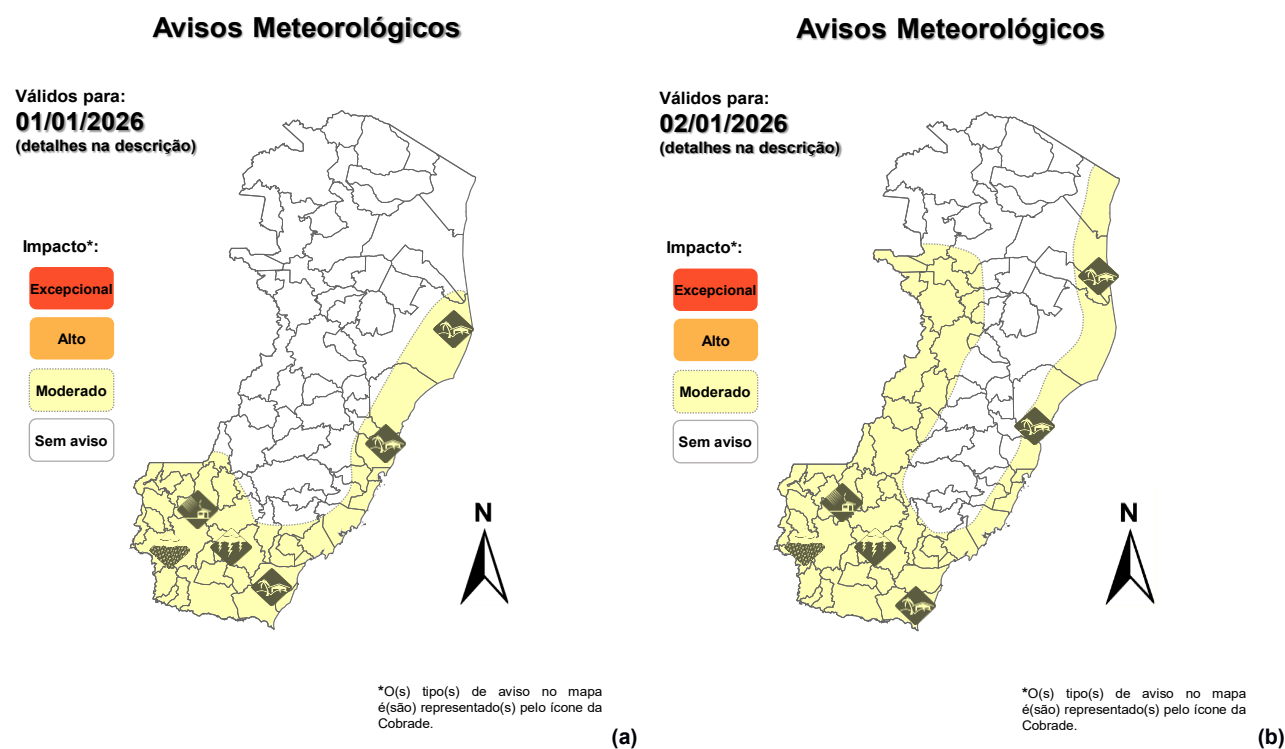 Avisos Meteorológicos
Válidos para:
01/01/2026
(detalhes na descrição)
Impacto*:
Excepcional
Alto
Moderado
Sem aviso
N
*O(s) tipo(s) de aviso no mapa
é(são) representado(s) pelo ícone da
Cobrade.
(a)
Avisos Meteorológicos
Válidos para:
02/01/2026
(detalhes na descrição)
Impacto*:
Excepcional
Alto
Moderado
Sem aviso
N
*O(s) tipo(s) de aviso no mapa
é(são) representado(s) pelo ícone da
Cobrade.
(b)